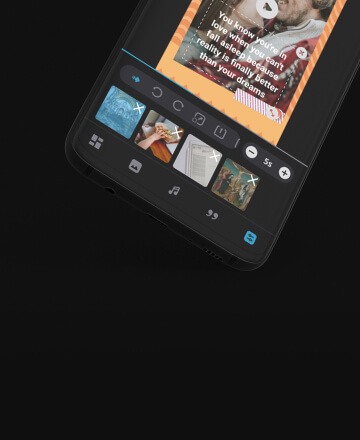 You know you're in
love when you can't
fall asleep because
reality is finally better
than your dreams
5s